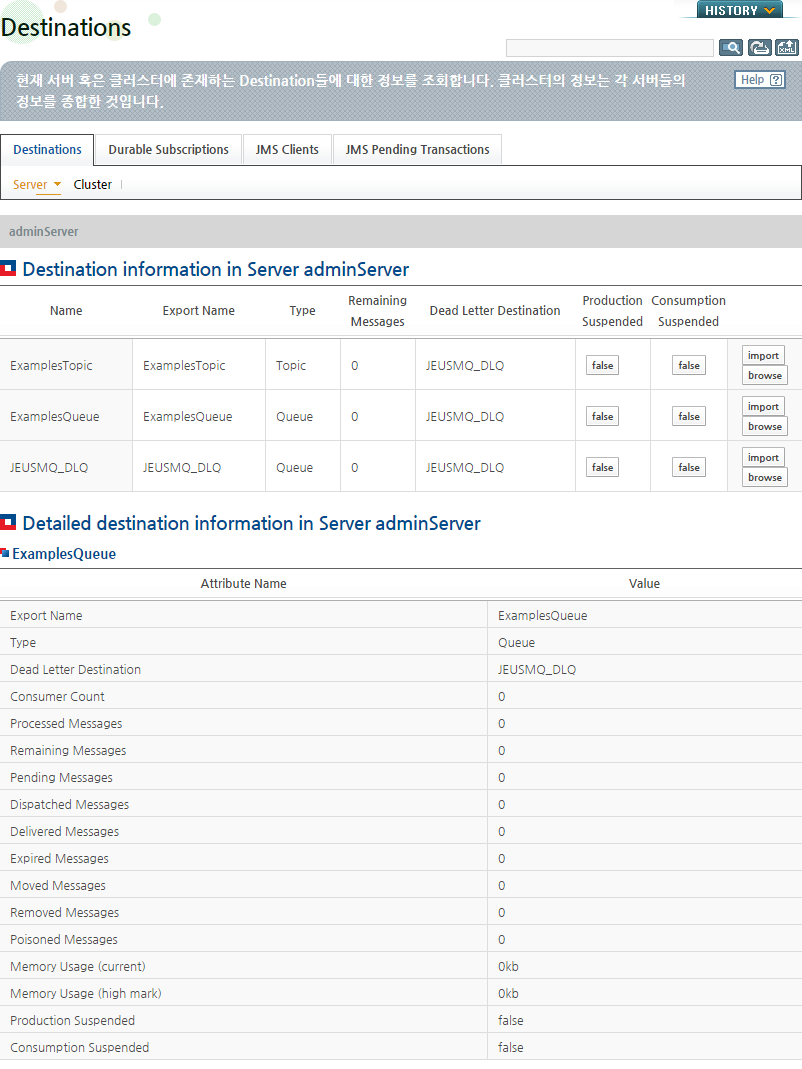 HISTORY
Destinations
XML
현재 서버 혹은 클러스터에 존재하는 Destination들에 대한 정보를 조회합니다. 클러스터의 정보는 각 서버들의
정보를 종합한 것입니다.
Help ?
Destinations Durable Subscriptions JMS Clients JMS Pending Transactions
Server Cluster
adminServer
Destination information in Server adminServer
Name Export Name Type Remaining Messages Dead Letter Destination Production Suspended Consumption Suspended
ExamplesTopic ExamplesTopic Topic 0 JEUSMQ_DLQ false false import
browse
ExamplesQueue ExamplesQueue Queue 0 JEUSMQ_DLQ false false import
browse
JEUSMQ_DLQ JEUSMQ_DLQ Queue 0 JEUSMQ_DLQ false false import
browse
Detailed destination information in Server adminServer
ExamplesQueue
Attribute Name Value
Export Name ExamplesQueue
Type Queue
Dead Letter Destination JEUSMQ_DLQ
Consumer Count 0
Processed Messages 0
Remaining Messages 0
Pending Messages 0
Dispatched Messages 0
Delivered Messages 0
Expired Messages 0
Moved Messages 0
Removed Messages 0
Poisoned Messages 0
Memory Usage (current) 0kb
Memory Usage (high mark) 0kb
Production Suspended false
Consumption Suspended false